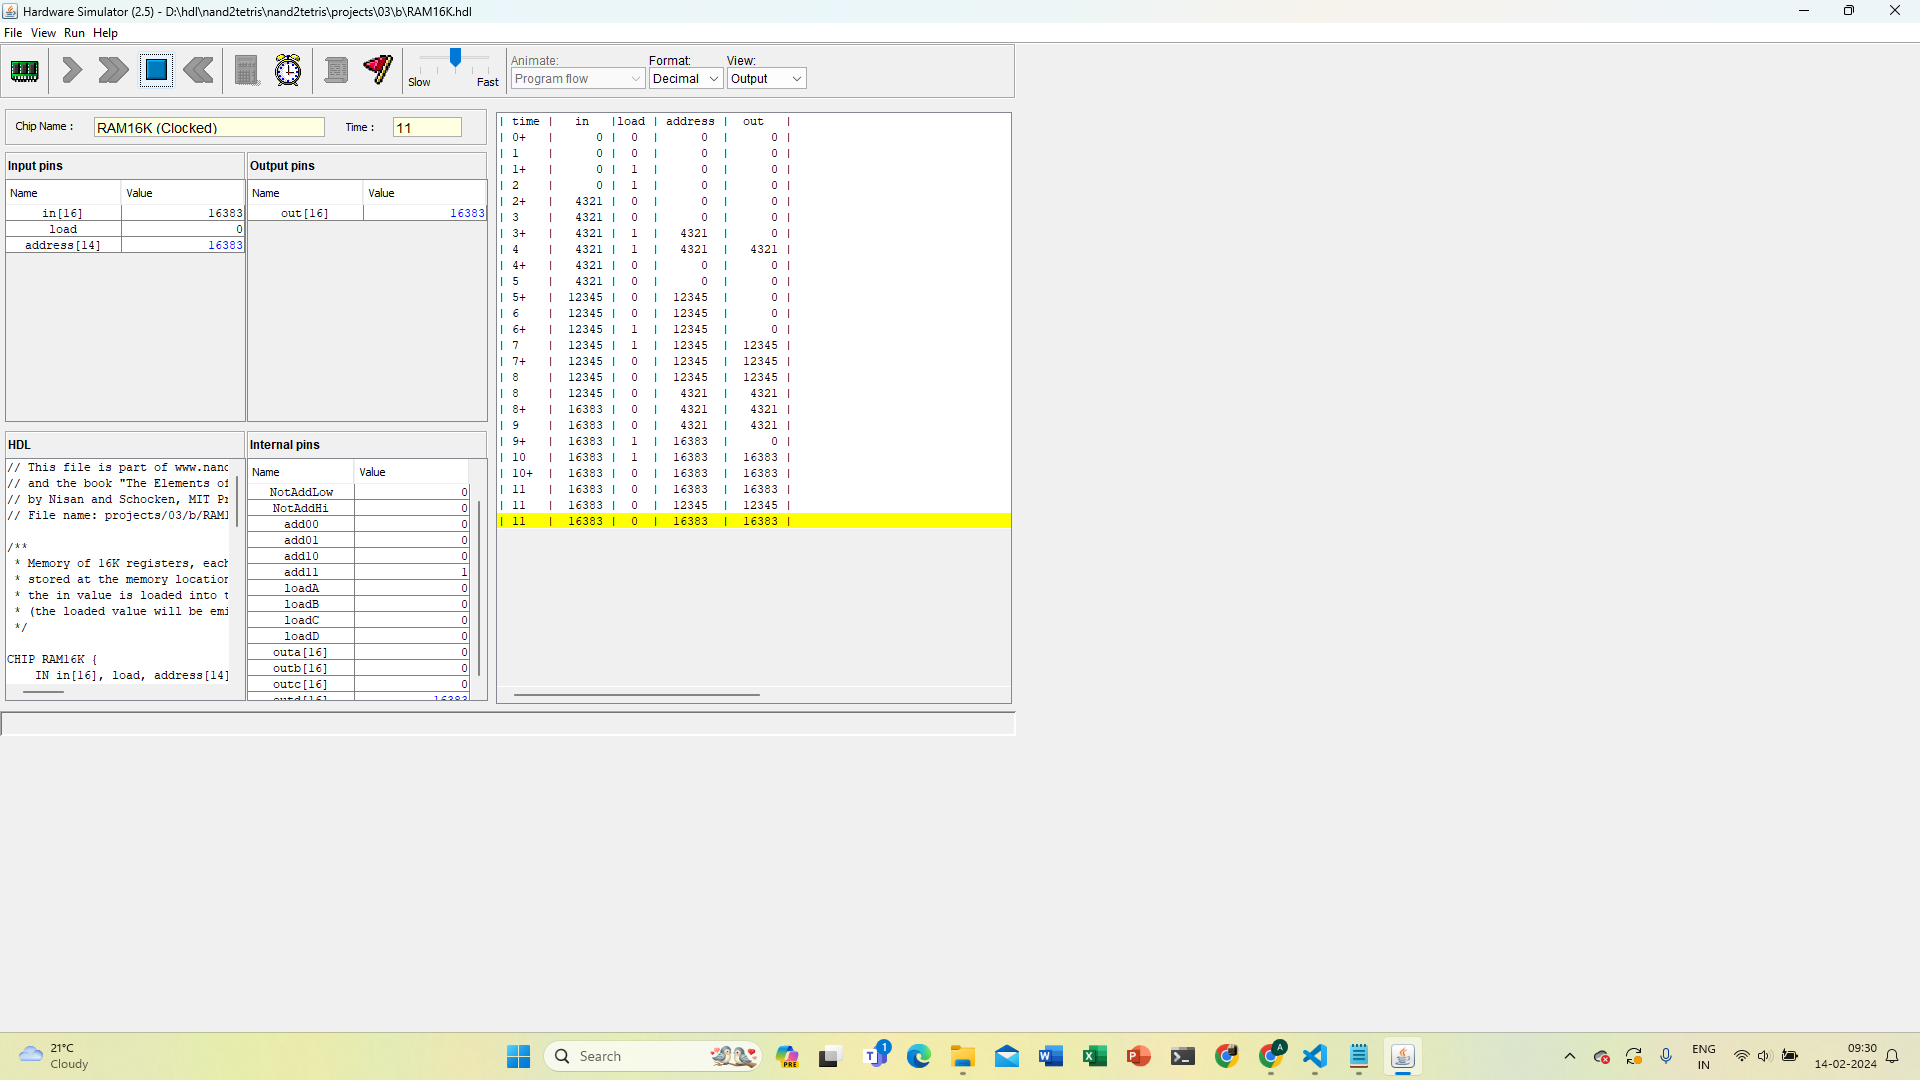 Hardware Simulator (2.5) - D:\hdl\nand2tetris\nand2tetris\projects\03\b\RAM16K.hdl
File View Run Help
Slow Fast
Animate: Format: View:
Program flow Decimal Output
Chip Name : RAM16K (Clocked) Time : 11
Input pins
Name Value
in[16] 16383
load 0
address[14] 16383
Output pins
Name Value
out[16] 16383
HDL
// This file is part of www.nand
// and the book "The Elements of
// by Nisan and Schocken, MIT Pr
// File name: projects/03/b/RAM1
/**
* Memory of 16K registers, each
* stored at the memory location
* the in value is loaded into t
* (the loaded value will be emi
*/
CHIP RAM16K {
IN in[16], load, address[14]
Internal pins
Name Value
NotAddLow 0
NotAddHi 0
add00 0
add01 0
add10 0
add11 1
loadA 0
loadB 0
loadC 0
loadD 0
outa[16] 0
outb[16] 0
outc[16] 0
outd[16] 16383
| time | in |load | address | out |
| 0+ | 0 | 0 | 0 | 0 |
| 1 | 0 | 0 | 0 | 0 |
| 1+ | 0 | 1 | 0 | 0 |
| 2 | 0 | 1 | 0 | 0 |
| 2+ | 4321 | 0 | 0 | 0 |
| 3 | 4321 | 0 | 0 | 0 |
| 3+ | 4321 | 1 | 4321 | 0 |
| 4 | 4321 | 1 | 4321 | 4321 |
| 4+ | 4321 | 0 | 0 | 0 |
| 5 | 4321 | 0 | 0 | 0 |
| 5+ | 12345 | 0 | 12345 | 0 |
| 6 | 12345 | 0 | 12345 | 0 |
| 6+ | 12345 | 1 | 12345 | 0 |
| 7 | 12345 | 1 | 12345 | 12345 |
| 7+ | 12345 | 0 | 12345 | 12345 |
| 8 | 12345 | 0 | 12345 | 12345 |
| 8 | 12345 | 0 | 4321 | 4321 |
| 8+ | 16383 | 0 | 4321 | 4321 |
| 9 | 16383 | 0 | 4321 | 4321 |
| 9+ | 16383 | 1 | 16383 | 0 |
| 10 | 16383 | 1 | 16383 | 16383 |
| 10+ | 16383 | 0 | 16383 | 16383 |
| 11 | 16383 | 0 | 16383 | 16383 |
| 11 | 16383 | 0 | 12345 | 12345 |
| 11 | 16383 | 0 | 16383 | 16383 |
21°C
Cloudy
Search
PRE
1
A
ENG
IN
09:30
14-02-2024